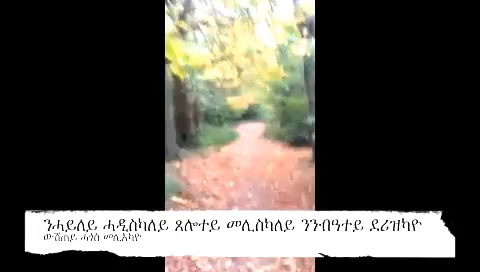 ንሓይለይ ሓዲስካለይ ጸሎተይ መሊስካለይ ንንብዓተይ ደሪዝካዮ
ውሽጠይ ሓጎስ መሊእካዮ